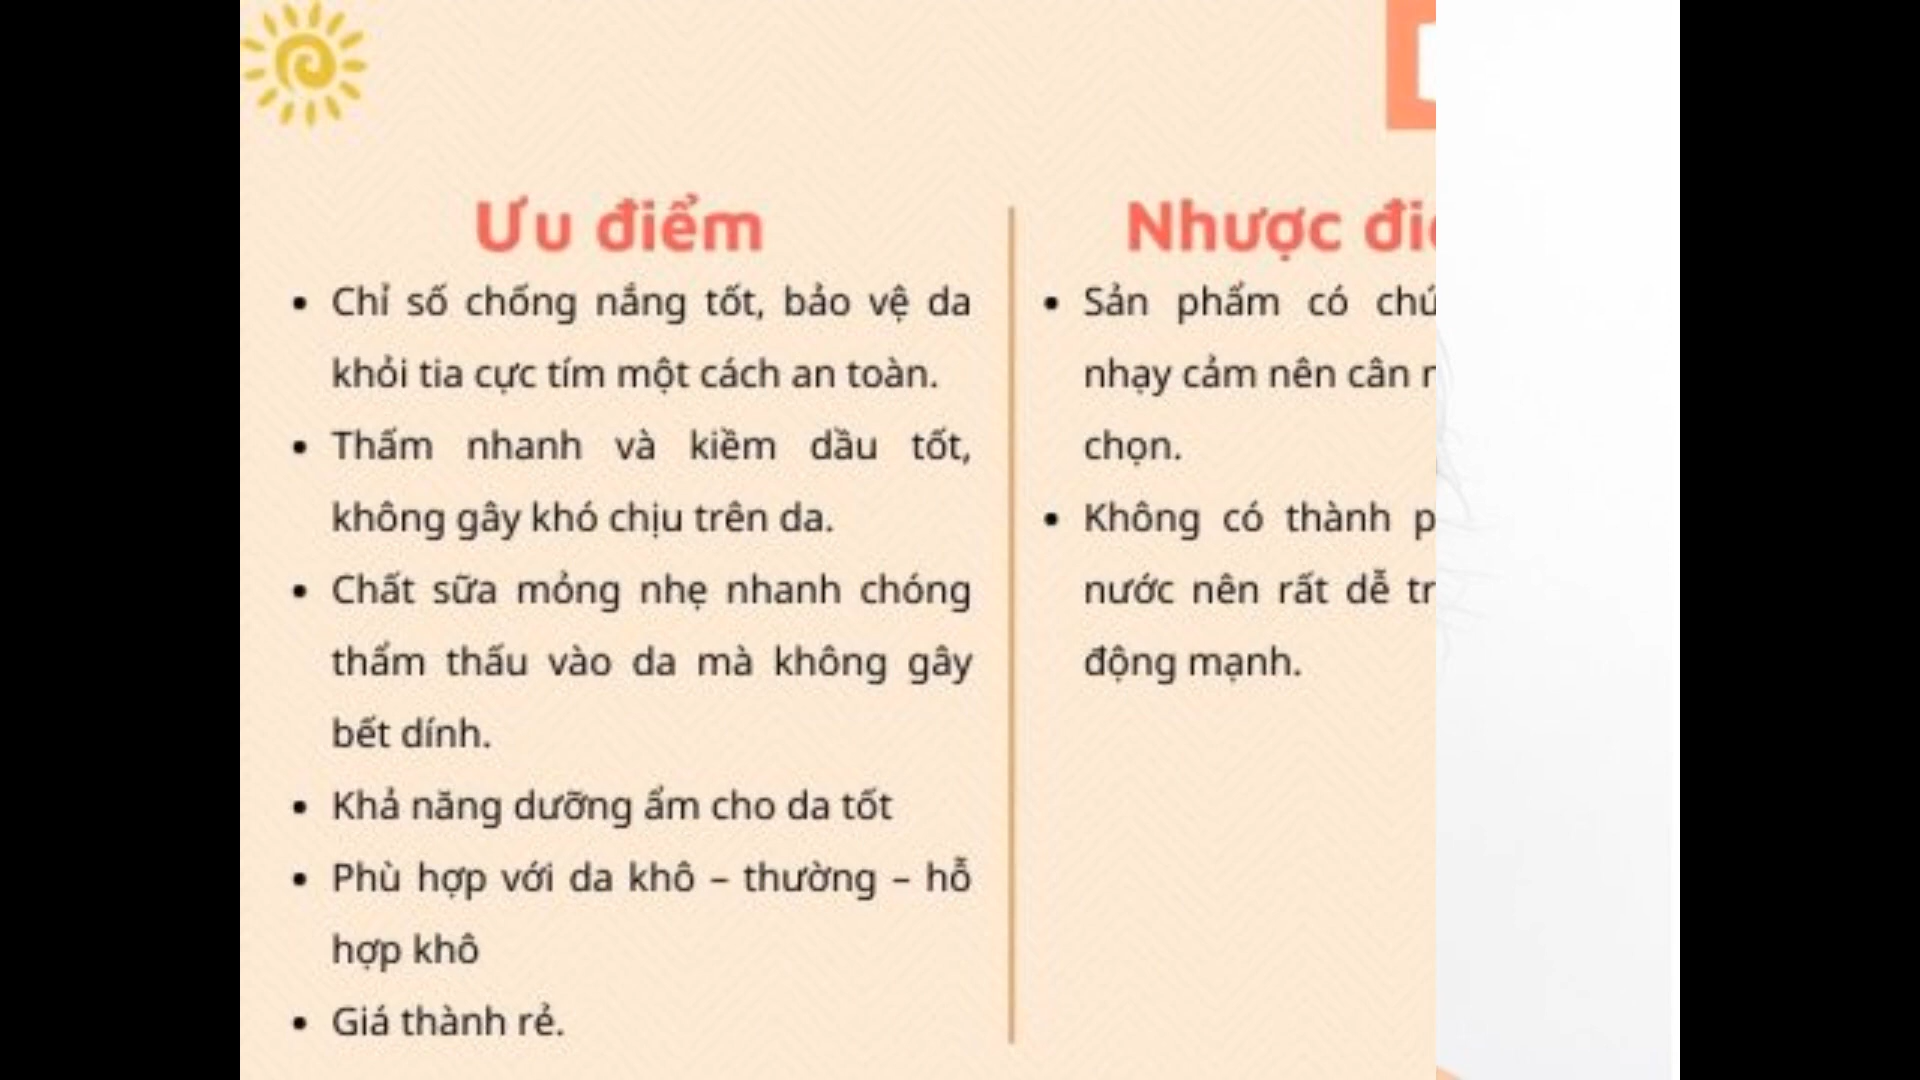 Ưu điểm
Chỉ số chống nắng tốt, bảo vệ da
khỏi tia cực tím một cách an toàn.
Thấm nhanh và kiềm dầu tốt,
không gây khó chịu trên da.
Chất sữa mỏng nhẹ nhanh chóng
thẩm thấu vào da mà không gây
bết dính.
Khả năng dưỡng ẩm cho da tốt
Phù hợp với da khô – thường – hỗ
hợp khô
Giá thành rẻ.
Nhược
Sản phẩm có
nhạy cảm nên cân
chọn.
Không có thành
nước nên rất dễ
động mạnh.